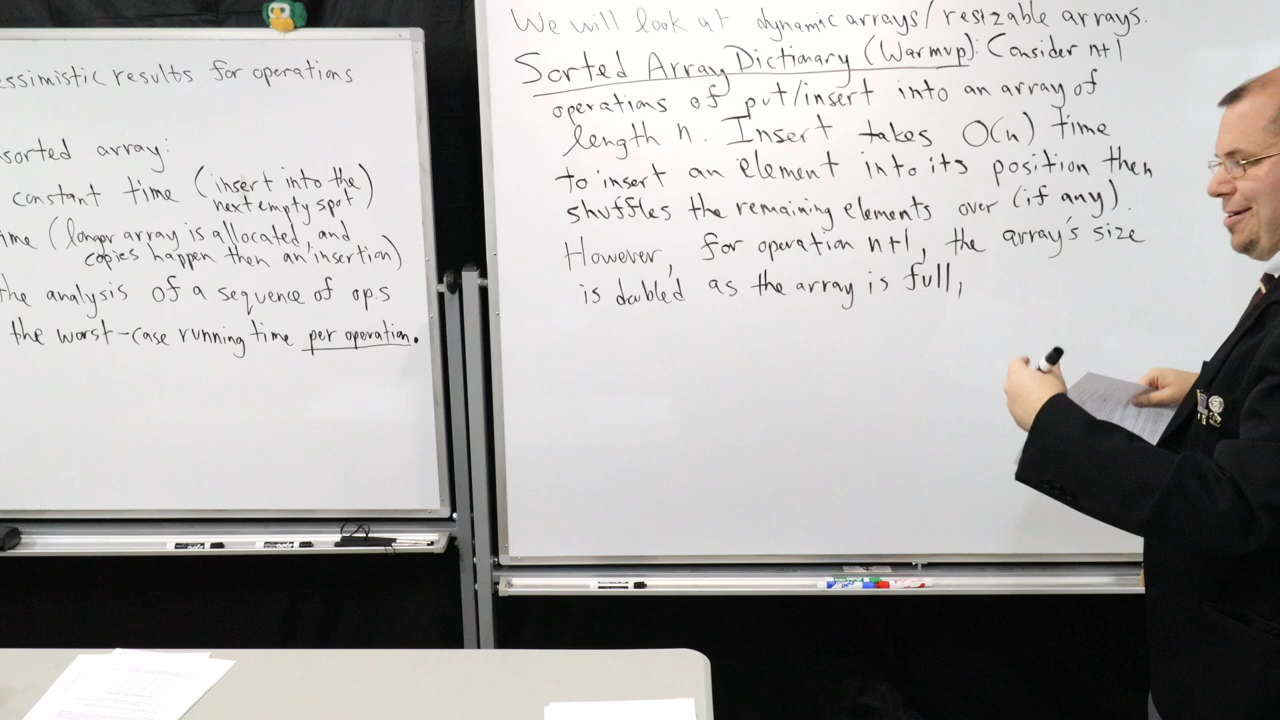 essimistic results for operations
sorted array:
constant time (insert into the next empty spot)
ime (longer array is allocated, and copies happen then an insertion)
the analysis of a sequence of op.s
the worst-case running time per operation.
We will look at dynamic arrays/resizable arrays.
Sorted Array Dictionary (Warmup): Consider n+1
operations of put/insert into an array of
length n. Insert takes O(n) time
to insert an element into its position then
shuffles the remaining elements over (if any).
However, for operation n+1, the array's size
is doubled as the array is full,